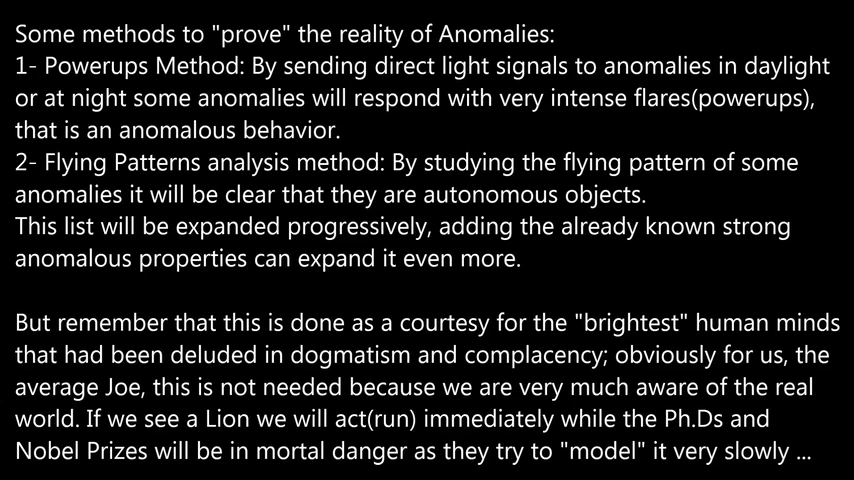 Some methods to "prove" the reality of Anomalies:
1- Powerups Method: By sending direct light signals to anomalies in daylight
or at night some anomalies will respond with very intense flares(powerups),
that is an anomalous behavior.
2- Flying Patterns analysis method: By studying the flying pattern of some
anomalies it will be clear that they are autonomous objects.
This list will be expanded progressively, adding the already known strong
anomalous properties can expand it even more.
But remember that this is done as a courtesy for the "brightest" human minds
that had been deluded in dogmatism and complacency; obviously for us, the
average Joe, this is not needed because we are very much aware of the real
world. If we see a Lion we will act(run) immediately while the Ph.Ds and
Nobel Prizes will be in mortal danger as they try to "model" it very slowly ...